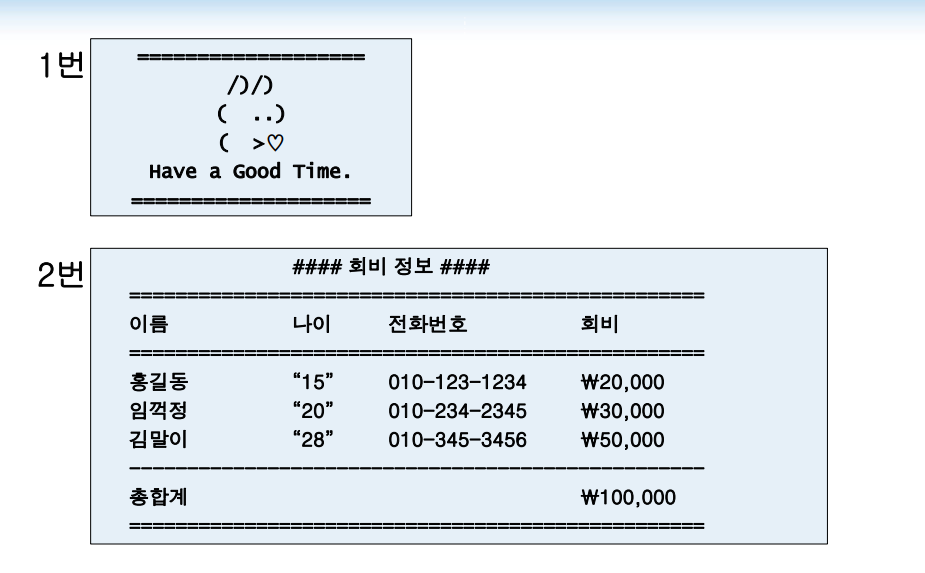 1번
===================
/)/)
(  ..)
(  >♡
Have a Good Time.
====================
2번
#### 회비 정보 ####
================================================
이름 나이 전화번호 회비
================================================
홍길동 “15” 010-123-1234 ₩20,000
임꺽정 “20” 010-234-2345 ₩30,000
김말이 “28” 010-345-3456 ₩50,000
------------------------------------------------
총합계 ₩100,000
================================================